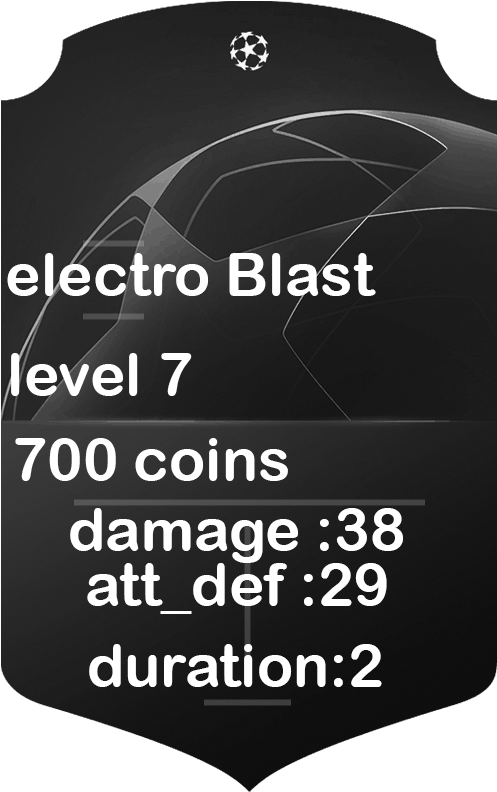 electro Blast
level 7
700 coins
damage :38
att_def :29
duration:2